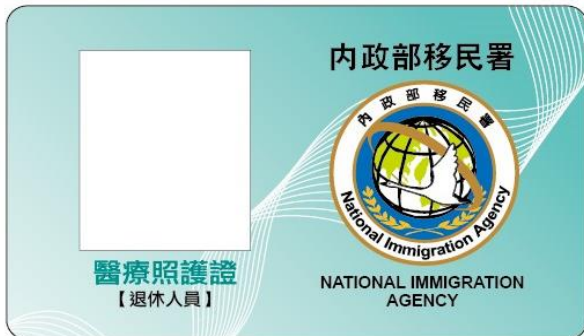 內政部移民署
內政部移民署
National Immigration Agency
醫療照護證
【退休人員】
NATIONAL IMMIGRATION
AGENCY